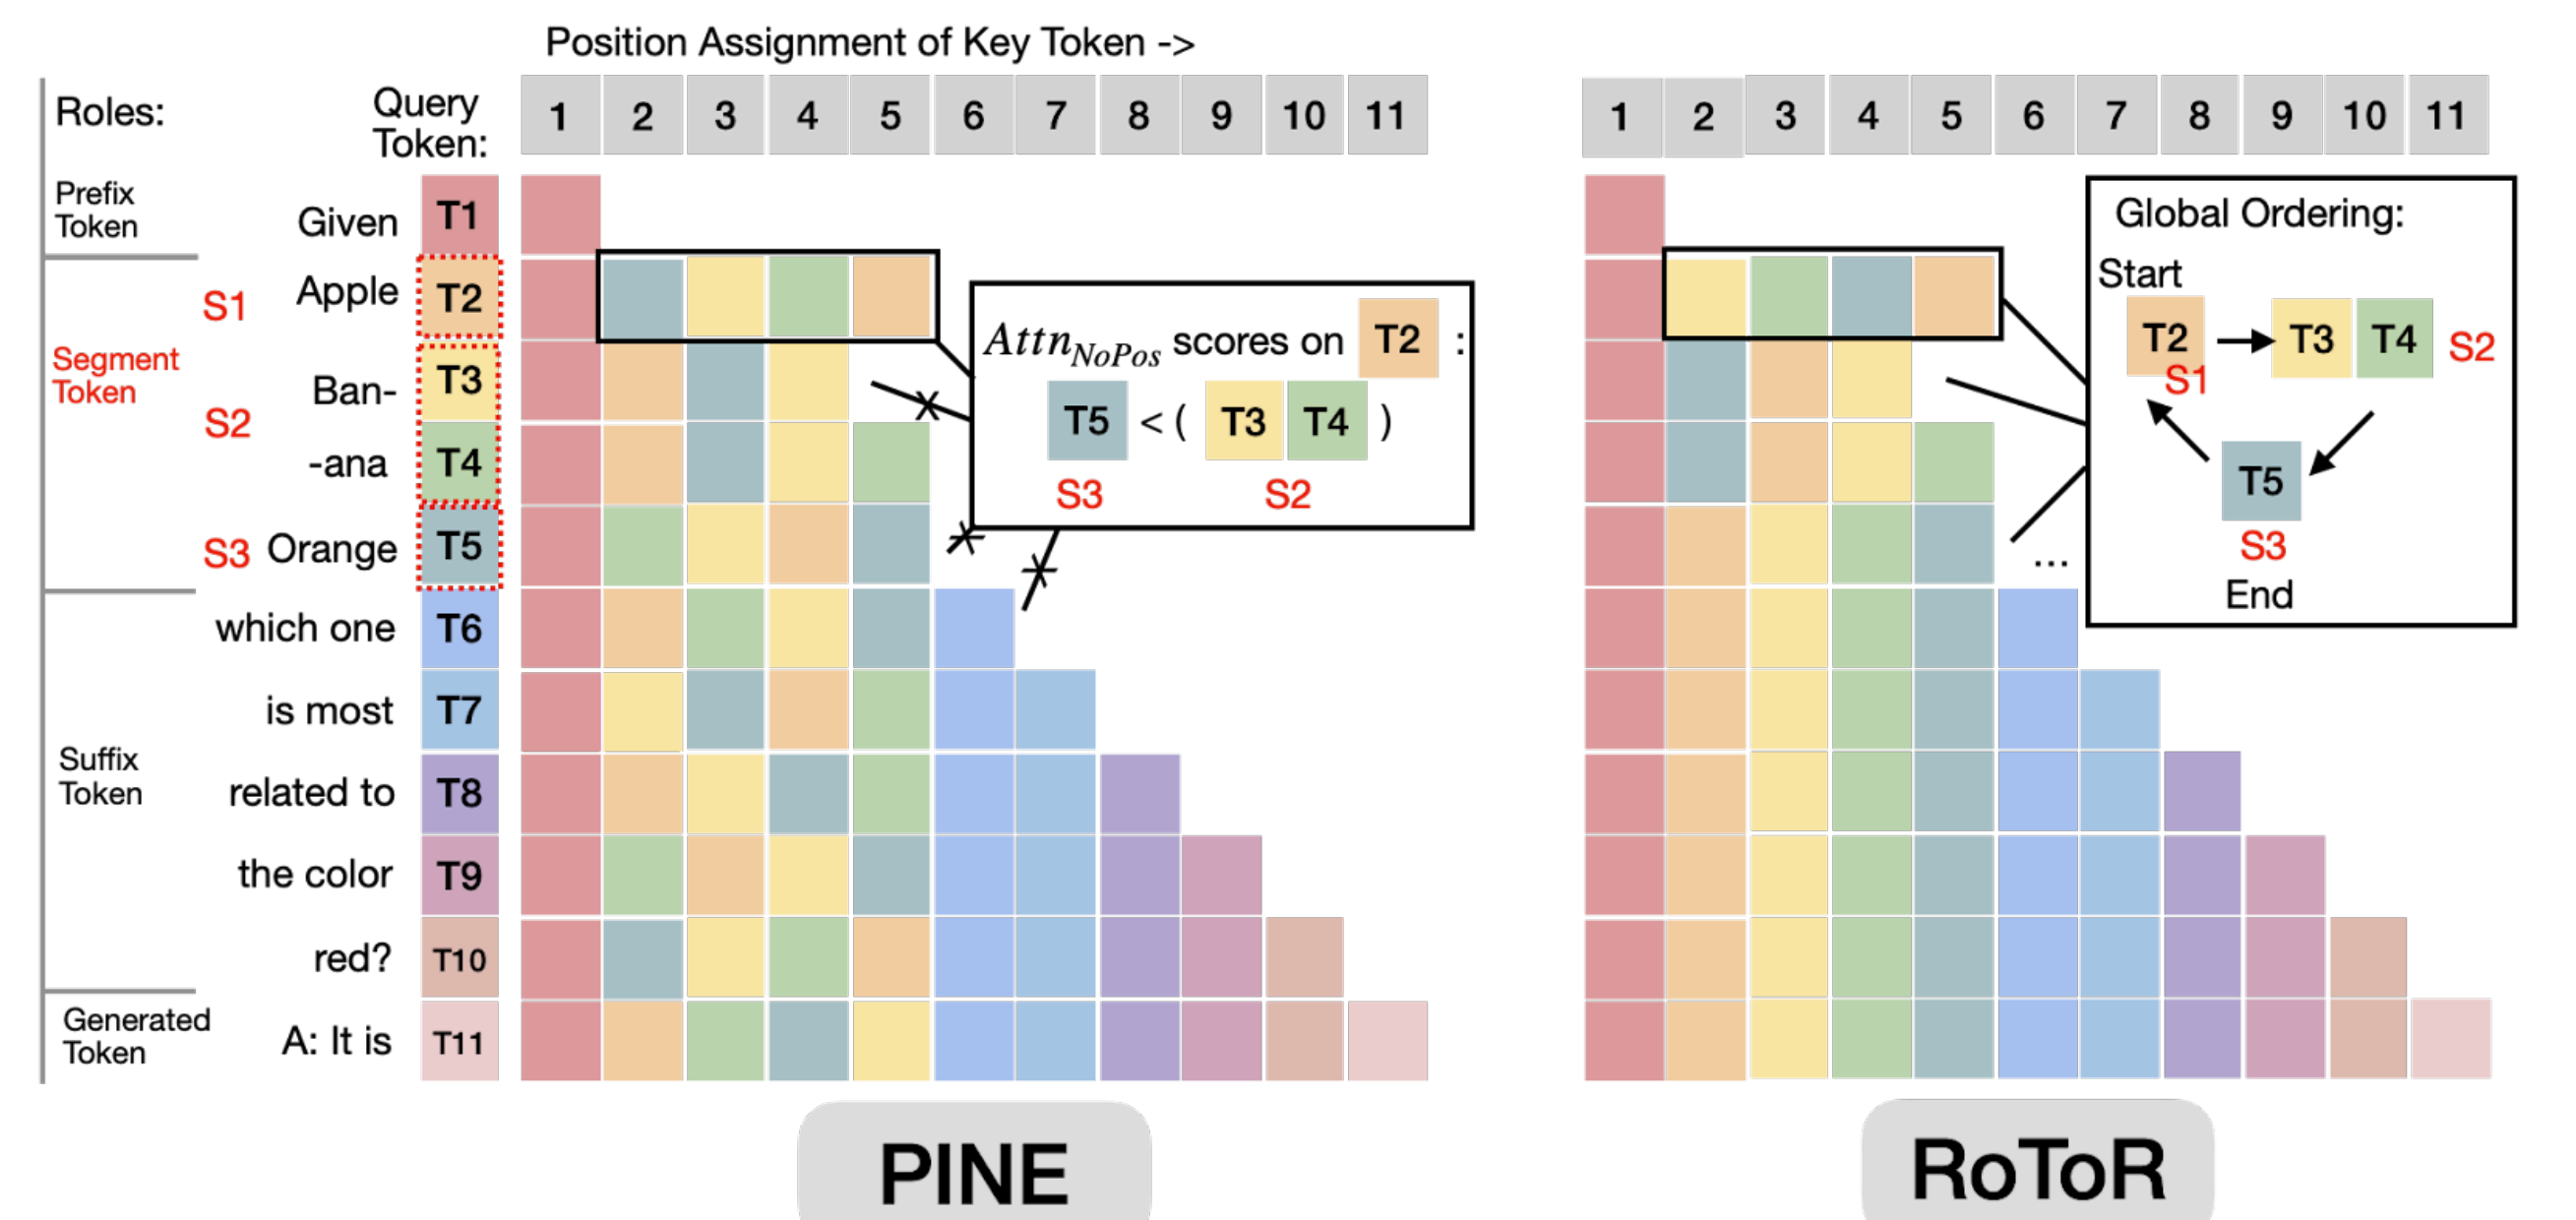 Position Assignment of Key Token ->
Roles:
Query
Token:
1 2 3 4 5 6 7 8 9 10 11
Prefix
Token
Given T1
Segment
Token
S1 Apple T2
S2
Ban- T3
-ana T4
S3 Orange T5
Suffix
Token
which one T6
is most T7
related to T8
the color T9
red? T10
Generated
Token
A: It is T11
Attn NoPos scores on T2 :
T5 < ( T3 T4 )
S3 S2
PINE
1 2 3 4 5 6 7 8 9 10 11
Global Ordering:
Start
T2 T3 T4 S2
S1
T5
S3
End
...
RoToR